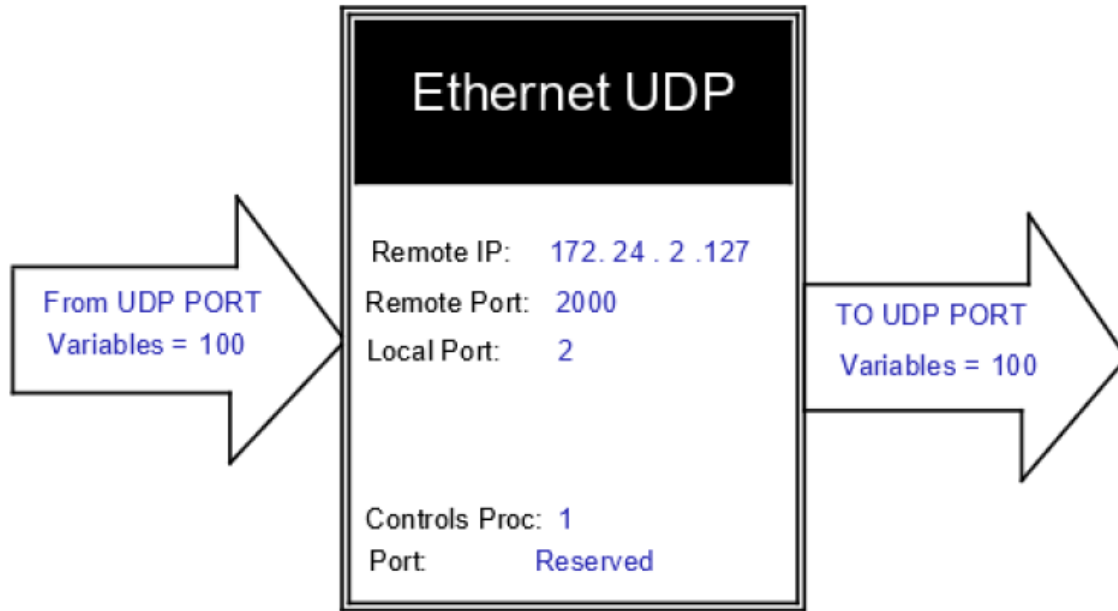 Ethernet UDP
From UDP PORT
Variables = 100
Remote IP: 172. 24 . 2 .127
Remote Port: 2000
Local Port: 2
Controls Proc: 1
Port: Reserved
TO UDP PORT
Variables = 100